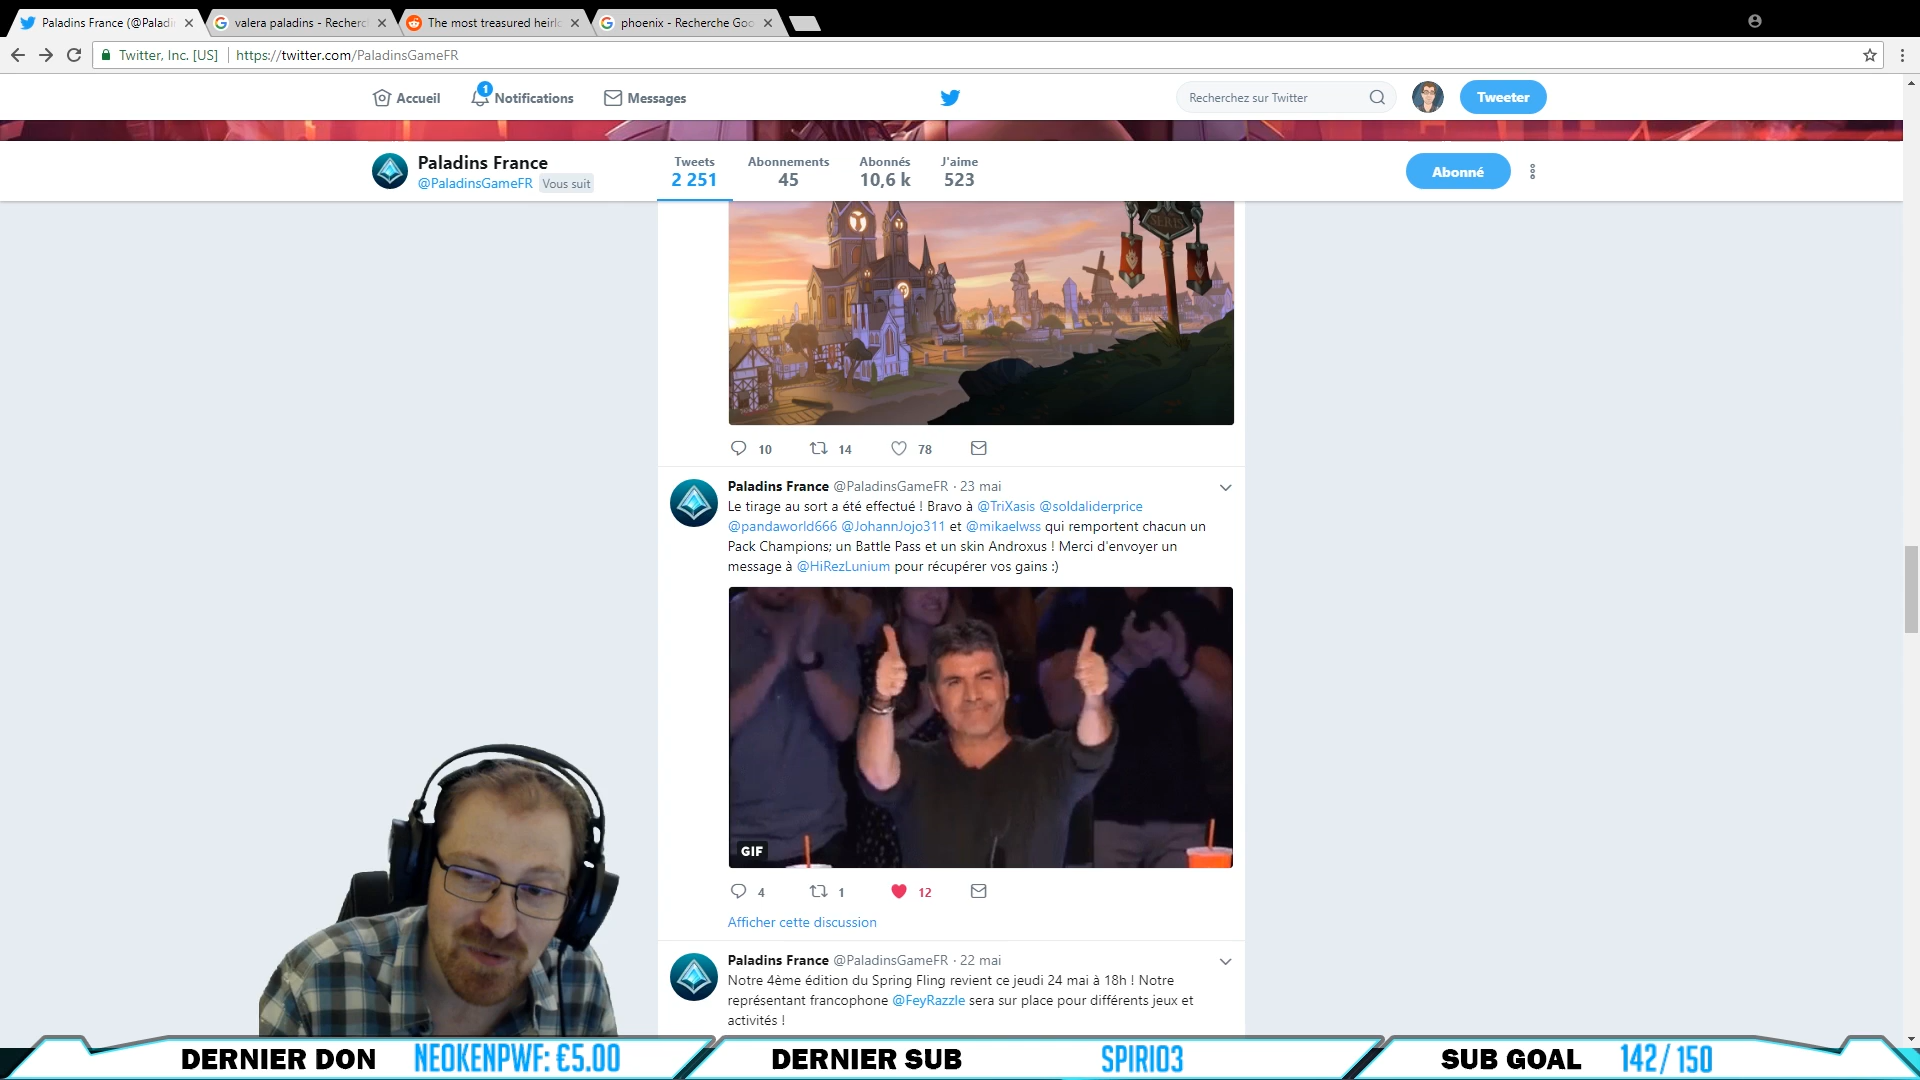 Paladins France (@Paladi
valera paladins - Recherc
The most treasured heirl
phoenix - Recherche Goo
Twitter, Inc. [US]
https://twitter.com/PaladinsGameFR
Accueil
1
Notifications
Messages
Recherchez sur Twitter
Tweeter
Paladins France
@PaladinsGameFR Vous suit
Tweets
2 251
Abonnements
45
Abonnés
10,6 k
J'aime
523
Abonné
SERIS
10 14 78
Paladins France @PaladinsGameFR · 23 mai
Le tirage au sort a été effectué ! Bravo à @TriXasis @soldaliderprice
@pandaworld666 @JohannJojo311 et @mikaelwss qui remportent chacun un
Pack Champions; un Battle Pass et un skin Androxus ! Merci d'envoyer un
message à @HiRezLunium pour récupérer vos gains :)
GIF
4 1 12
Afficher cette discussion
Paladins France @PaladinsGameFR · 22 mai
Notre 4ème édition du Spring Fling revient ce jeudi 24 mai à 18h ! Notre
représentant francophone @FeyRazzle sera sur place pour différents jeux et
activités !
DERNIER DON NEOKENPWF: €5.00
DERNIER SUB SPIRI03
SUB GOAL 142/150